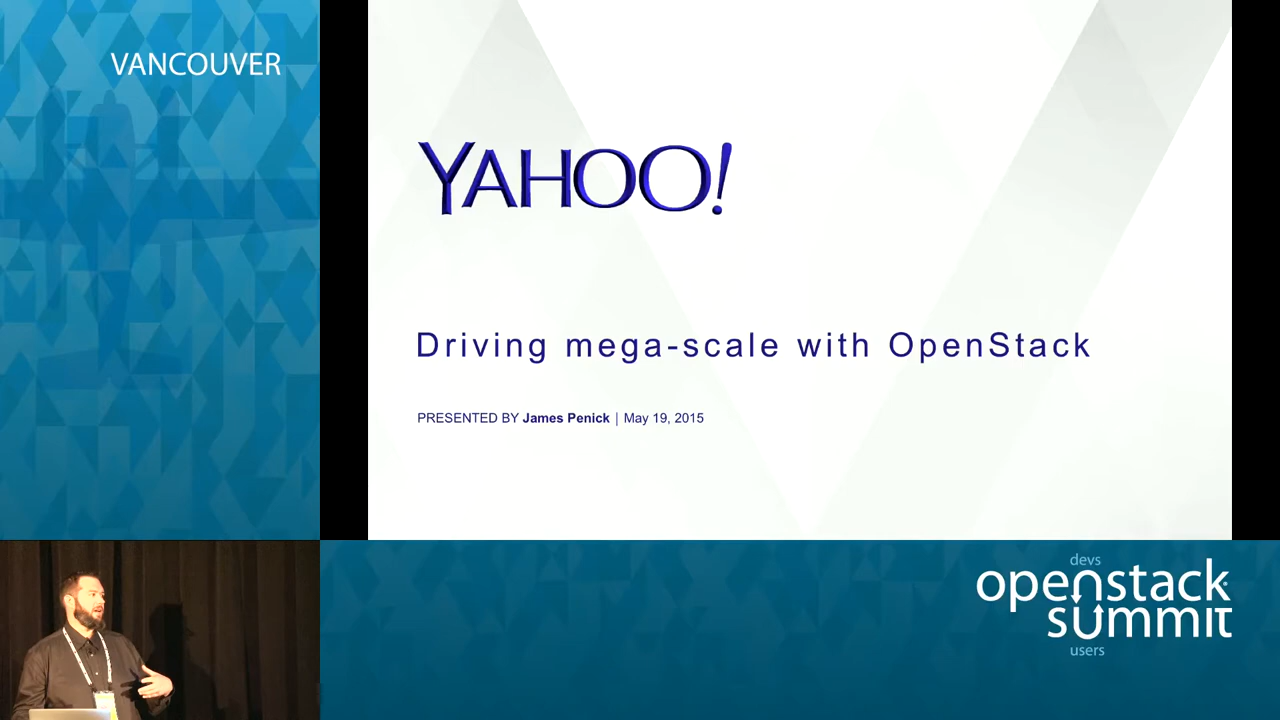 VANCOUVER
YAHOO!
Driving mega-scale with OpenStack
PRESENTED BY James Penick | May 19, 2015
devs
openstack
summit
users